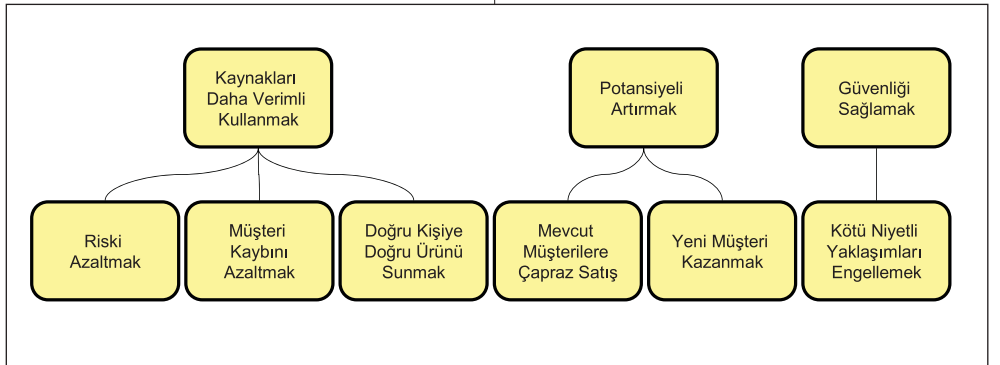 Kaynakları
Daha Verimli
Kullanmak
Potansiyeli
Artırmak
Güvenliği
Sağlamak
Riski
Azaltmak
Müşteri
Kaybını
Azaltmak
Doğru Kişiye
Doğru Ürünü
Sunmak
Mevcut
Müşterilere
Çapraz Satış
Yeni Müşteri
Kazanmak
Kötü Niyetli
Yaklaşımları
Engellemek